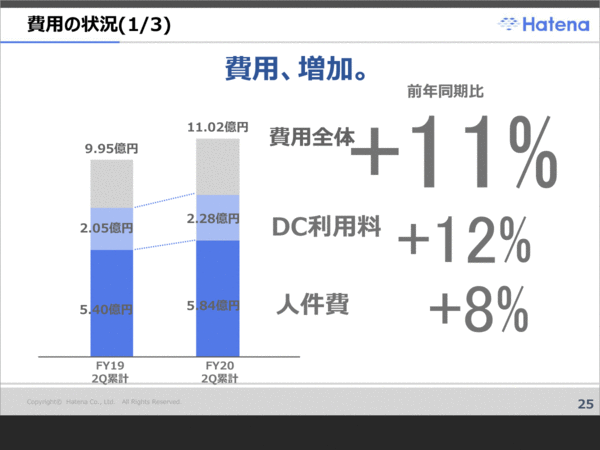 費用の状況(1/3)
Hatena
費用、増加。
前年同期比
9.95億円
11.02億円
費用全体
+11%
2.05億円
2.28億円
DC利用料
+12%
5.40億円
5.84億円
人件費
+8%
FY19
2Q累計
FY20
2Q累計
Copyright© Hatena Co., Ltd. All Rights Reserved.
25